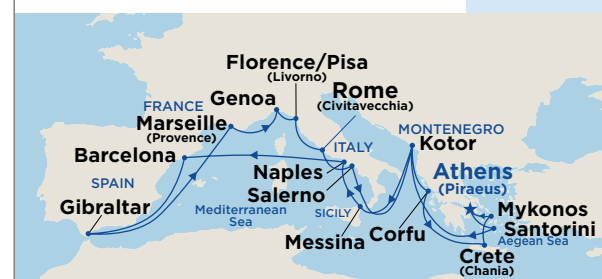 Florence/Pisa
(Livorno)
Rome
(Civitavecchia)
Genoa
FRANCE
Marseille
(Provence)
MONTENEGRO
Kotor
ITALY
Barcelona
Naples
Athens
(Piraeus)
SPAIN
Salerno
Gibraltar
Mediterranean
Sea
SICILY
Mykonos
Santorini
Messina
Corfu
Aegean Sea
Crete
(Chania)